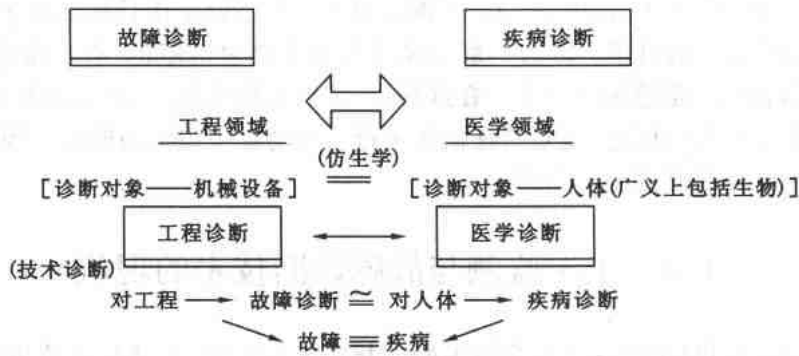 故障诊断 疾病诊断
工程领域 医学领域
(仿生学)
[诊断对象——机械设备] [诊断对象——人体(广义上包括生物)]
工程诊断 医学诊断
(技术诊断)
对工程 故障诊断 ≅ 对人体 疾病诊断
故障 ≡ 疾病